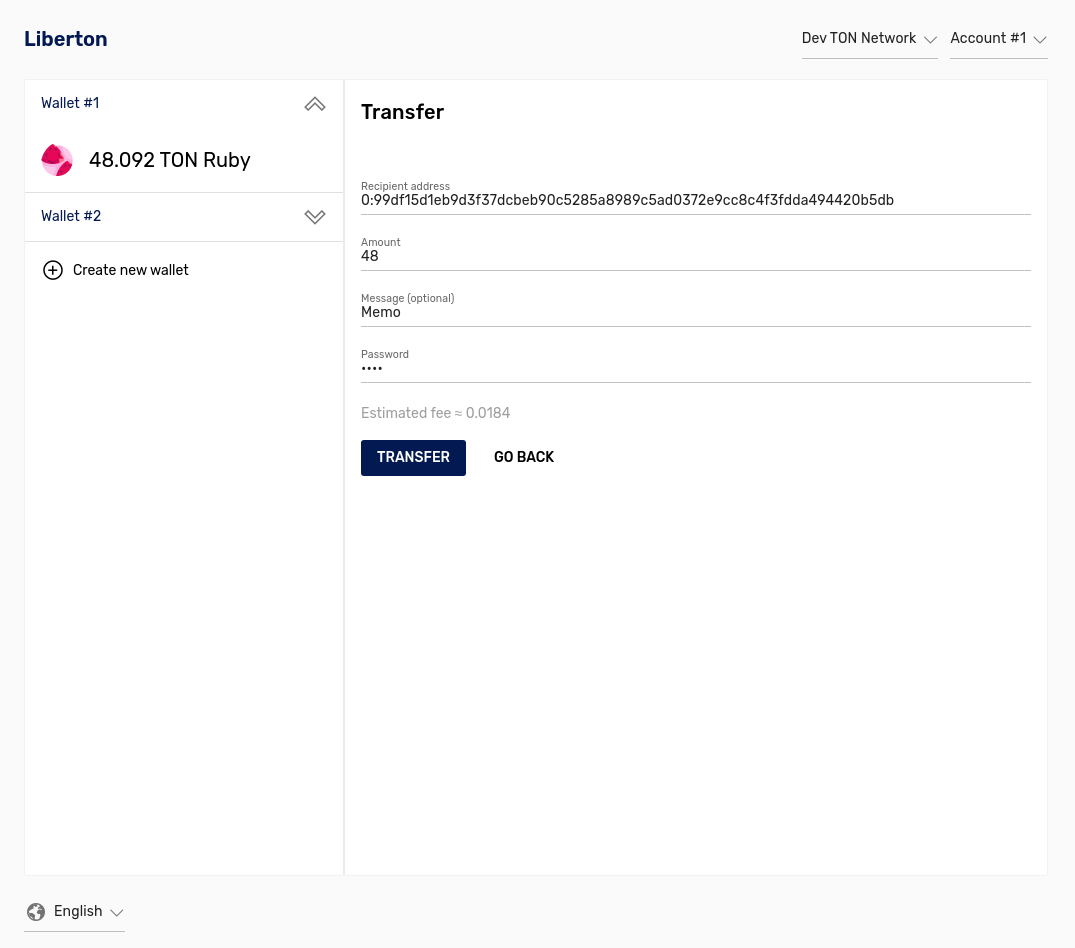 Liberton
Dev TON Network
Account #1
Wallet #1
48.092 TON Ruby
Wallet #2
Create new wallet
Transfer
Recipient address
0:99df15d1eb9d3f37dcbeb90c5285a8989c5ad0372e9cc8c4f3fdda494420b5db
Amount
48
Message (optional)
Memo
Password
••••
Estimated fee ≈ 0.0184
TRANSFER
GO BACK
English